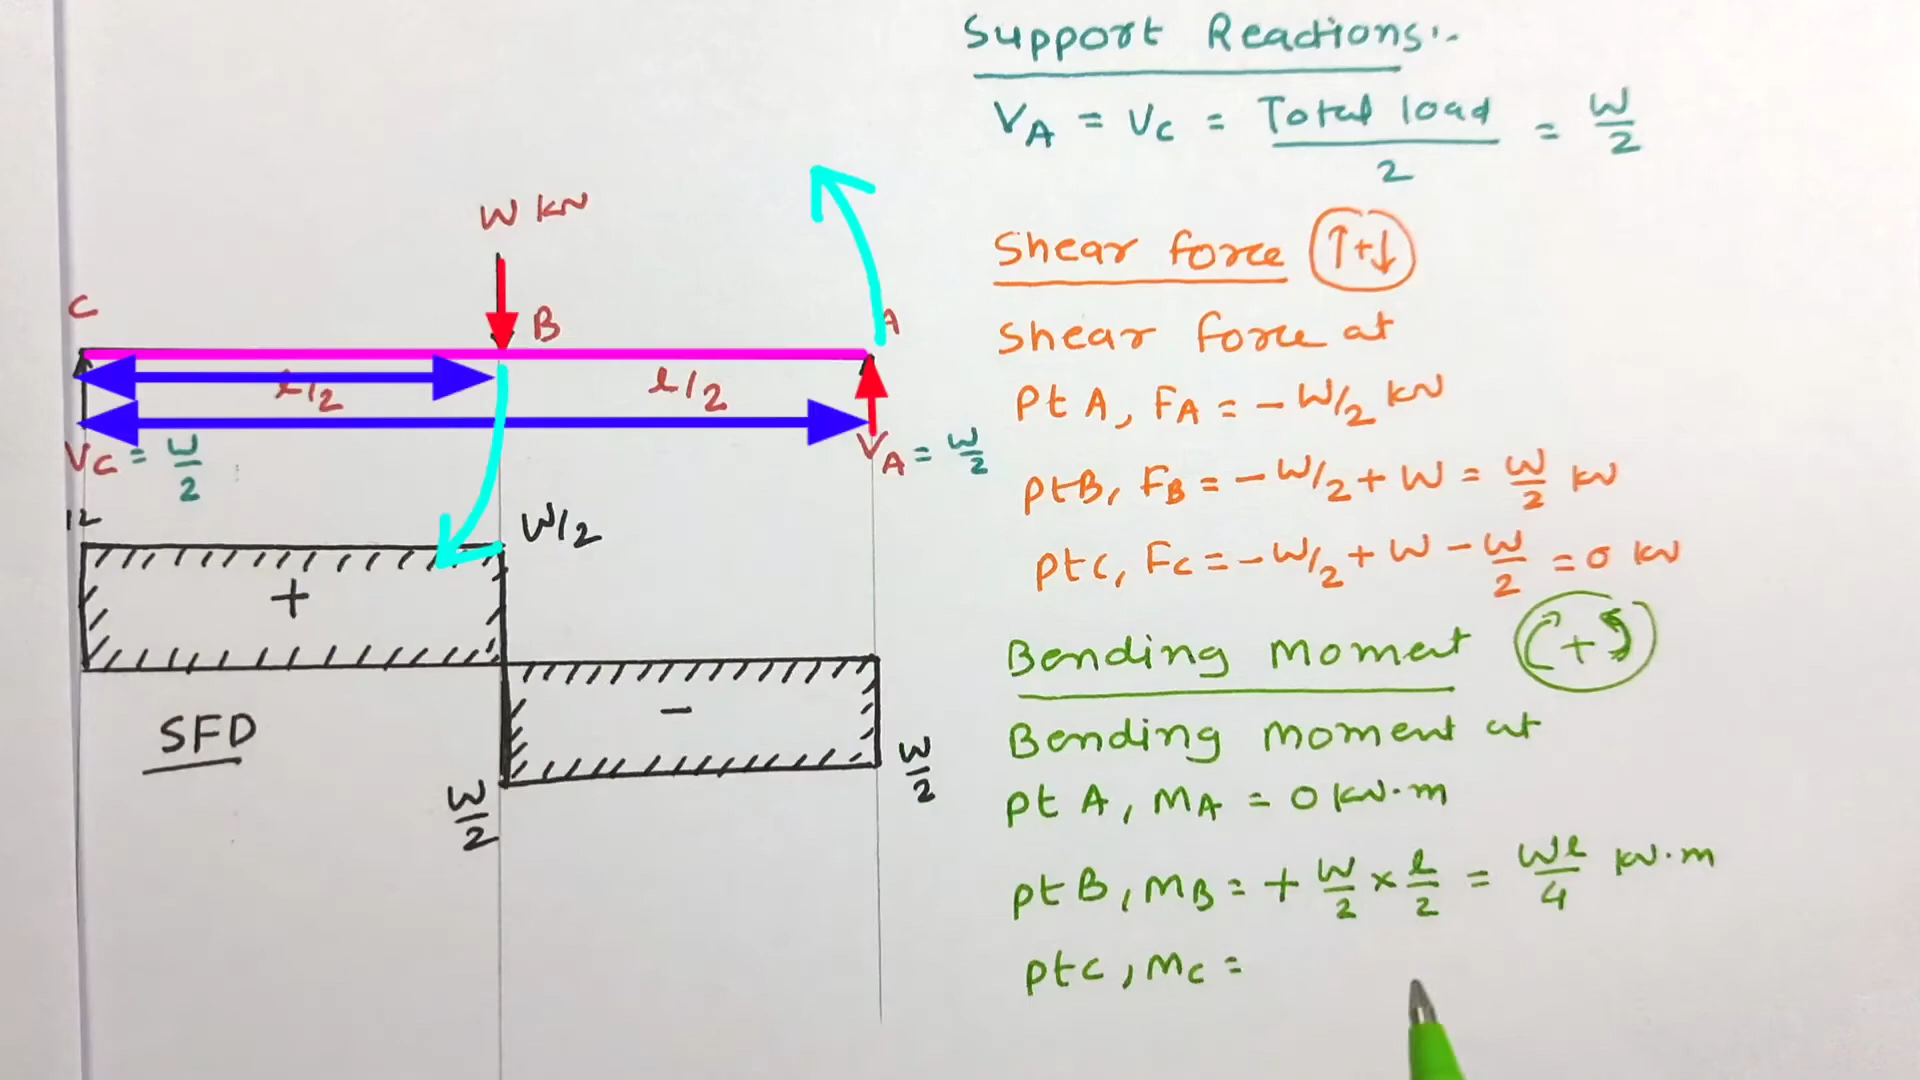 Support Reactions:-
VA = VC = Total load/2 = W/2
W kN
Shear force (↑+↓)
C
B
A
Shear force at
l/2
l/2
Pt A, FA = - W/2 kN
VC = W/2
VA = W/2
pt B, FB = - W/2 + W = W/2 kN
W/2
pt C, FC = - W/2 + W - W/2 = 0 kN
+
Bending Moment (+)
SFD
-
Bending moment at
W/2
W/2
pt A, MA = 0 kN.m
pt B, MB = + W/2 × l/2 = Wl/4 kN.m
pt C, MC =